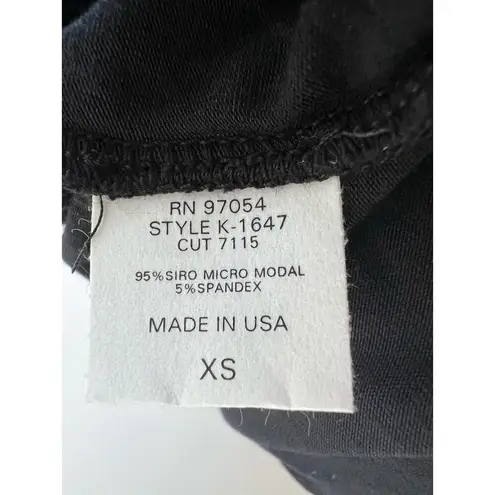 RN 97054
STYLE K-1647
CUT 7115
95%SIRO MICRO MODAL
5%SPANDEX
MADE IN USA
XS